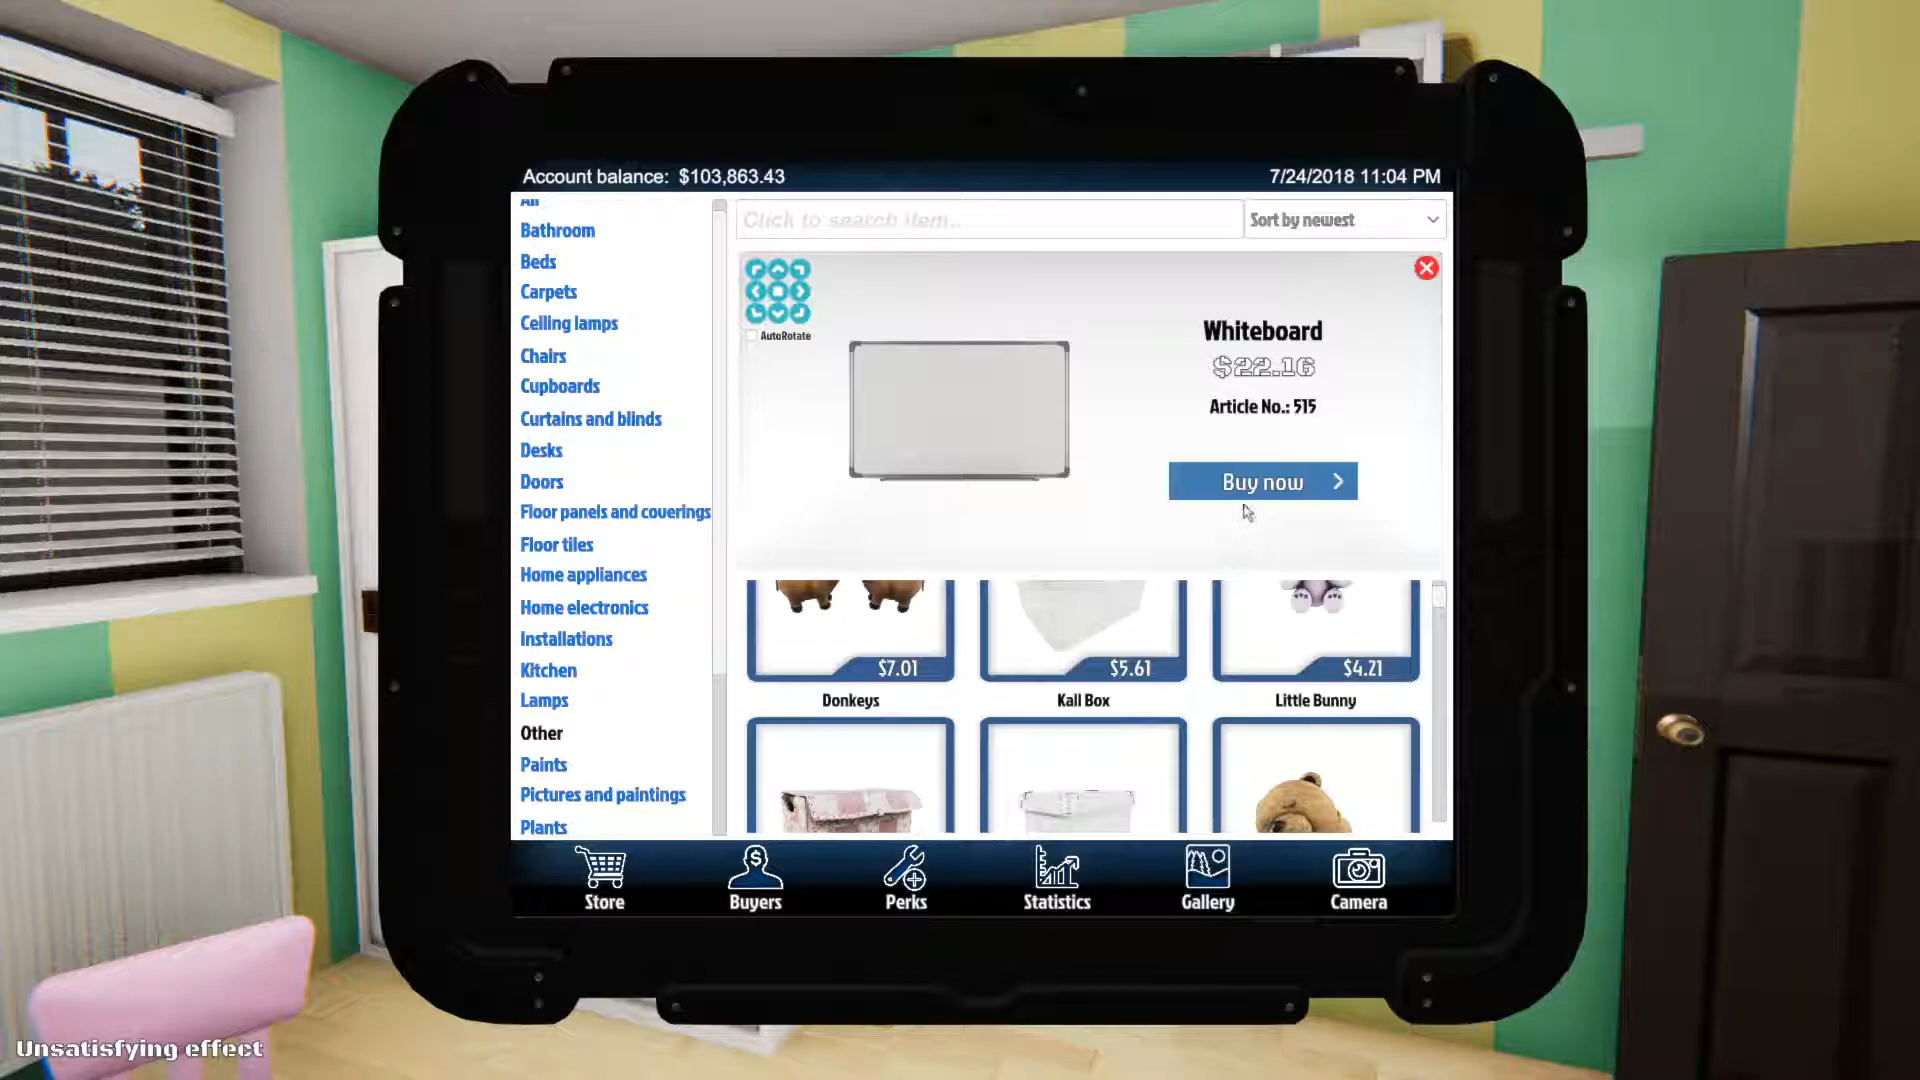 Account balance: $103,863.43
7/24/2018 11:04 PM
All
Bathroom
Beds
Carpets
Ceiling lamps
Chairs
Cupboards
Curtains and blinds
Desks
Doors
Floor panels and coverings
Floor tiles
Home appliances
Home electronics
Installations
Kitchen
Lamps
Other
Paints
Pictures and paintings
Plants
Click to search item...
Sort by newest
AutoRotate
Whiteboard
$22.16
Article No.: 515
Buy now
$7.01
$5.61
$4.21
Donkeys
Kall Box
Little Bunny
Store
Buyers
Perks
Statistics
Gallery
Camera
Unsatisfying effect